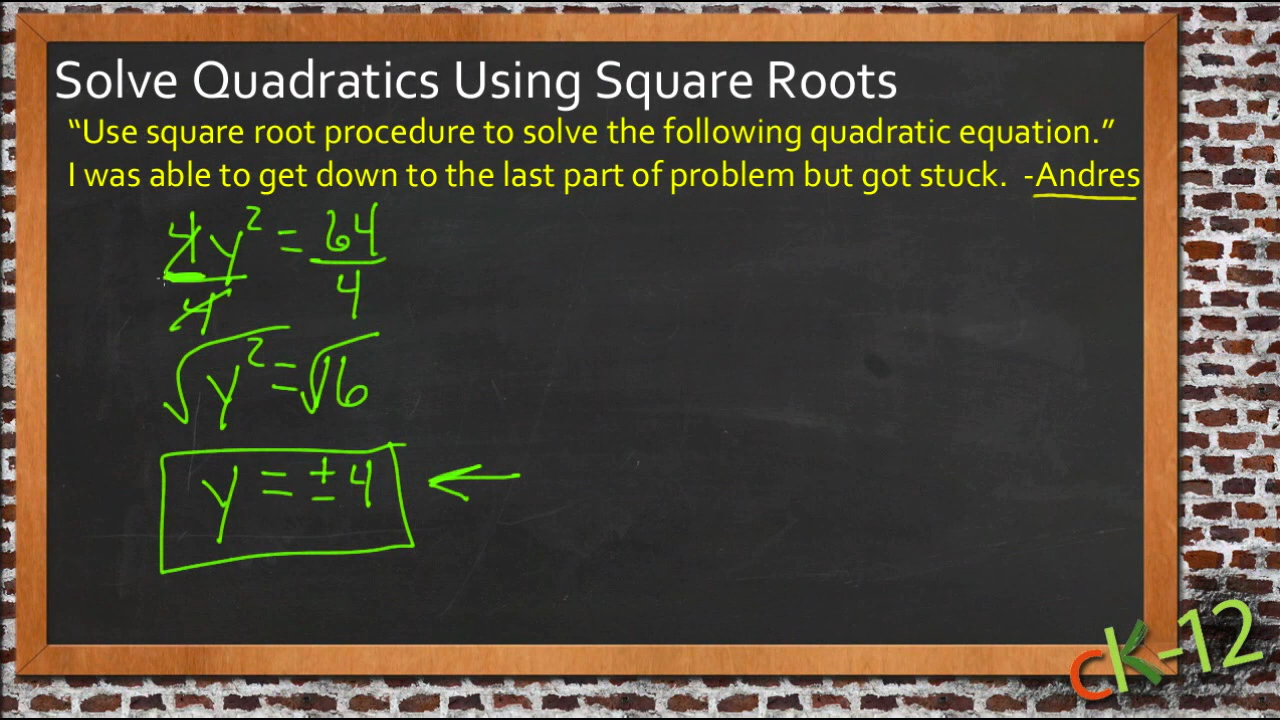 Solve Quadratics Using Square Roots
“Use square root procedure to solve the following quadratic equation.”
I was able to get down to the last part of problem but got stuck. -Andres
4y² = 64
4 4
√y² = √16
y = ±4
CK-12